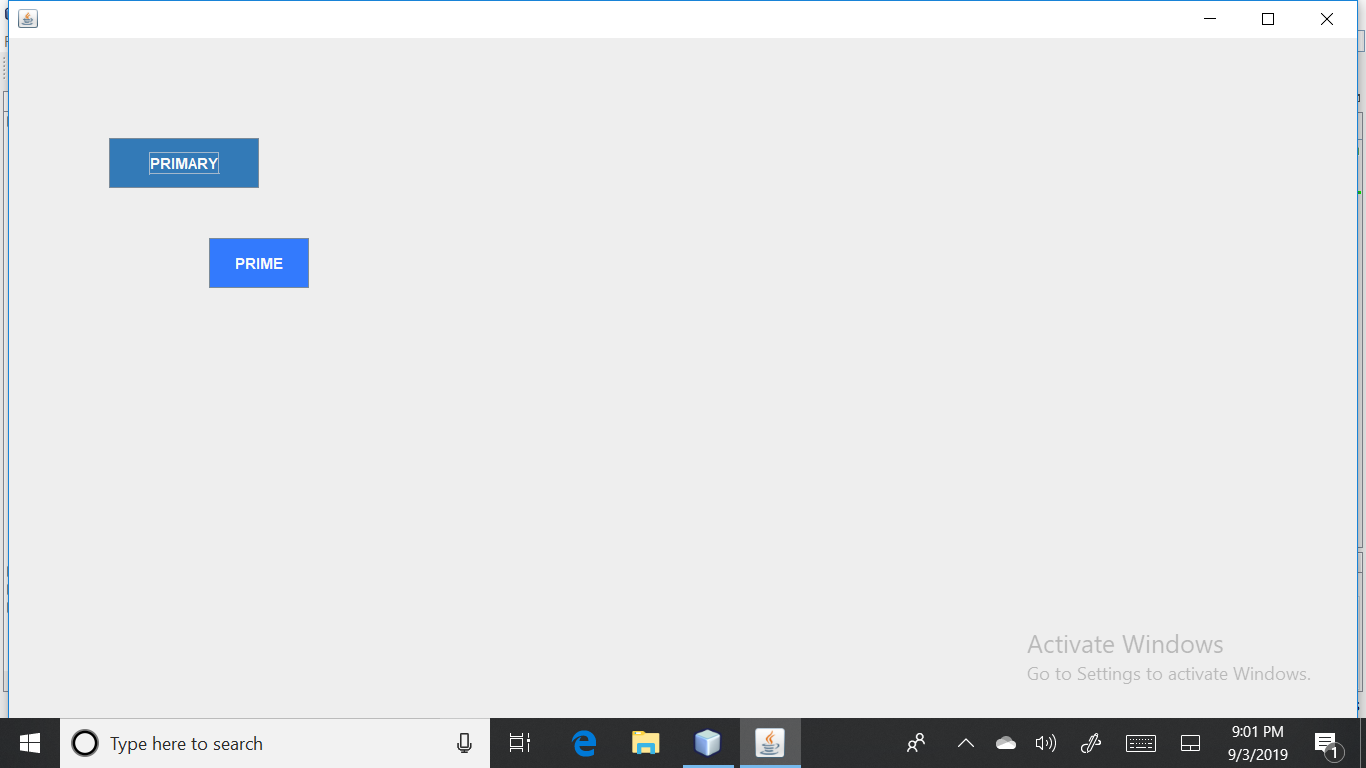 PRIMARY
PRIME
Activate Windows
Go to Settings to activate Windows.
Type here to search
9:01 PM
9/3/2019
1